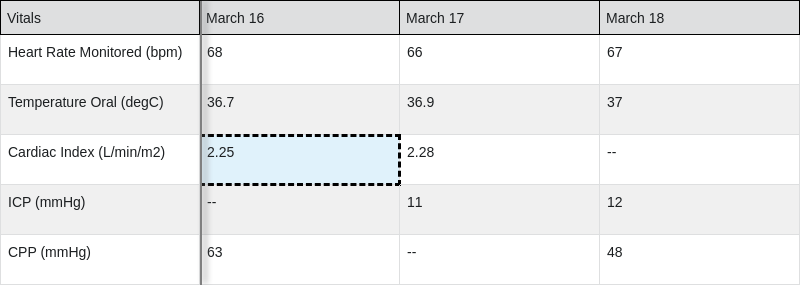 Vitals March 16 March 17 March 18
Heart Rate Monitored (bpm) 68 66 67
Temperature Oral (degC) 36.7 36.9 37
Cardiac Index (L/min/m2) 2.25 2.28 --
ICP (mmHg) -- 11 12
CPP (mmHg) 63 -- 48